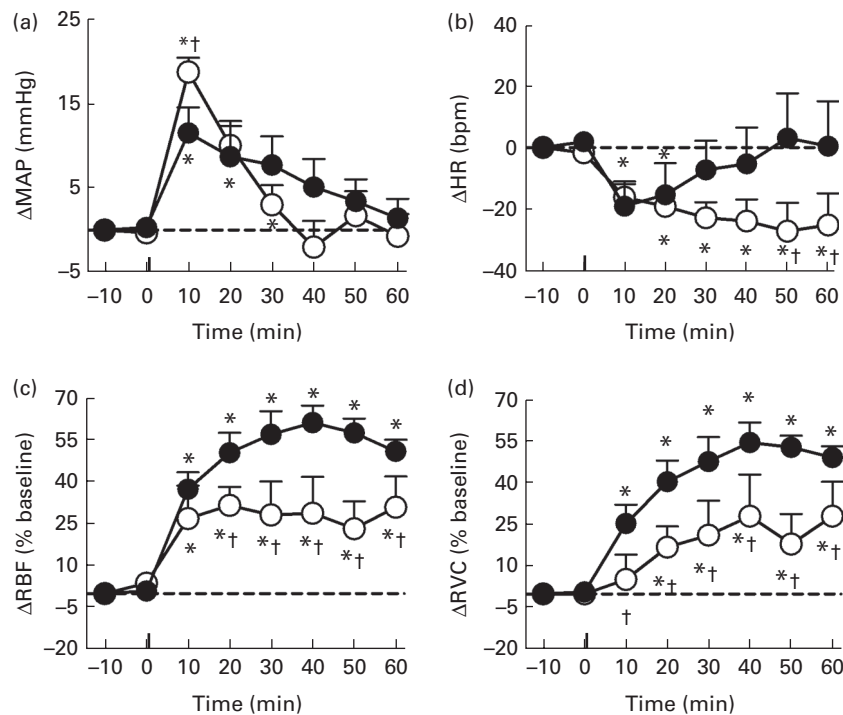 (a)
25
15
5
−5
ΔMAP (mmHg)
*†
*
*
*
−10 0 10 20 30 40 50 60
Time (min)
(b)
40
20
0
−20
−40
ΔHR (bpm)
* *
* * * *† *†
−10 0 10 20 30 40 50 60
Time (min)
(c)
70
55
40
25
10
−5
−20
ΔRBF (% baseline)
* * * * * *
* *† *† *† *† *†
−10 0 10 20 30 40 50 60
Time (min)
(d)
70
55
40
25
10
−5
−20
ΔRVC (% baseline)
* * * * * *
† *† *† *† *† *†
−10 0 10 20 30 40 50 60
Time (min)